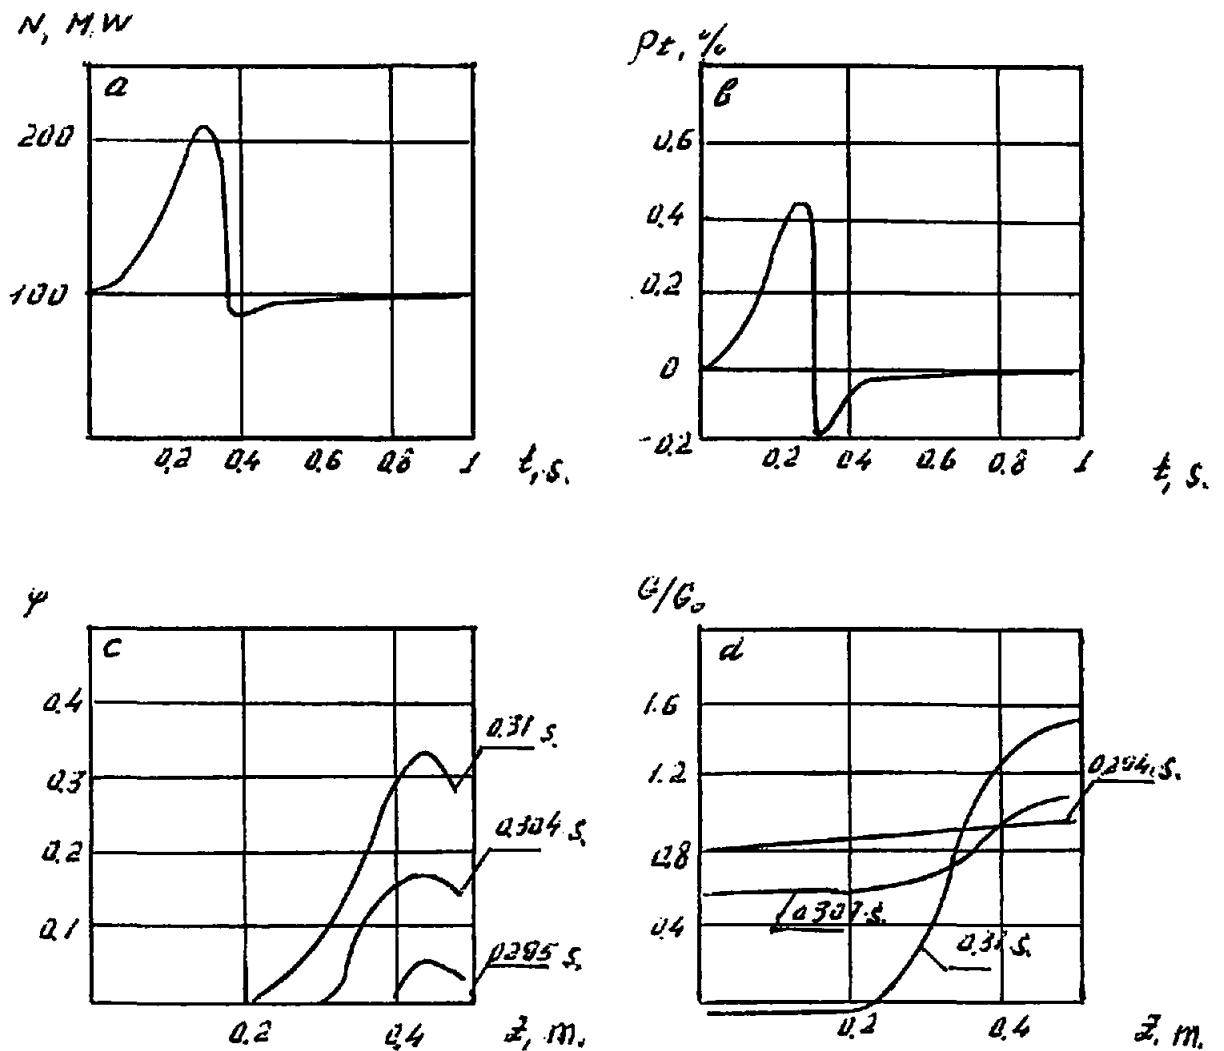 N, M.W
a
200
100
0.2 0.4 0.6 0.8 1 t, s.
ρt, %
b
0.6
0.4
0.2
0
-0.2
0.2 0.4 0.6 0.8 1 t, s.
φ
c
0.4
0.3
0.2
0.1
0.31 s.
0.304 s.
0.295 s.
0.2 0.4 Z, m.
G/G₀
d
1.6
1.2
0.8
0.4
0.294 s.
0.31 s.
0.2 0.4 Z, m.